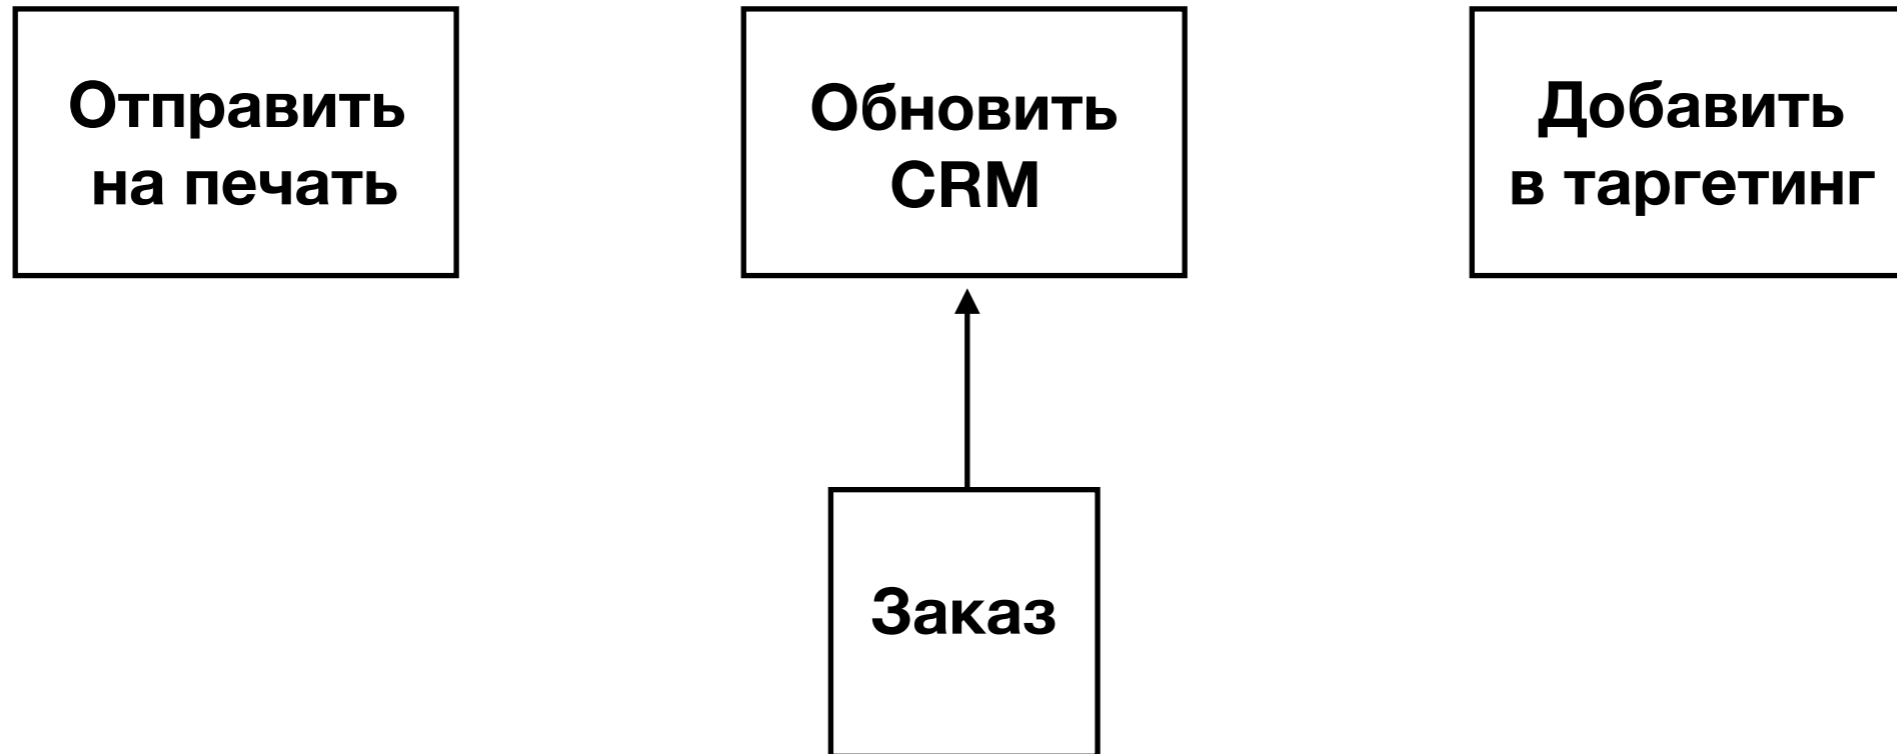 Отправить
на печать
Обновить
CRM
Добавить
в таргетинг
Заказ